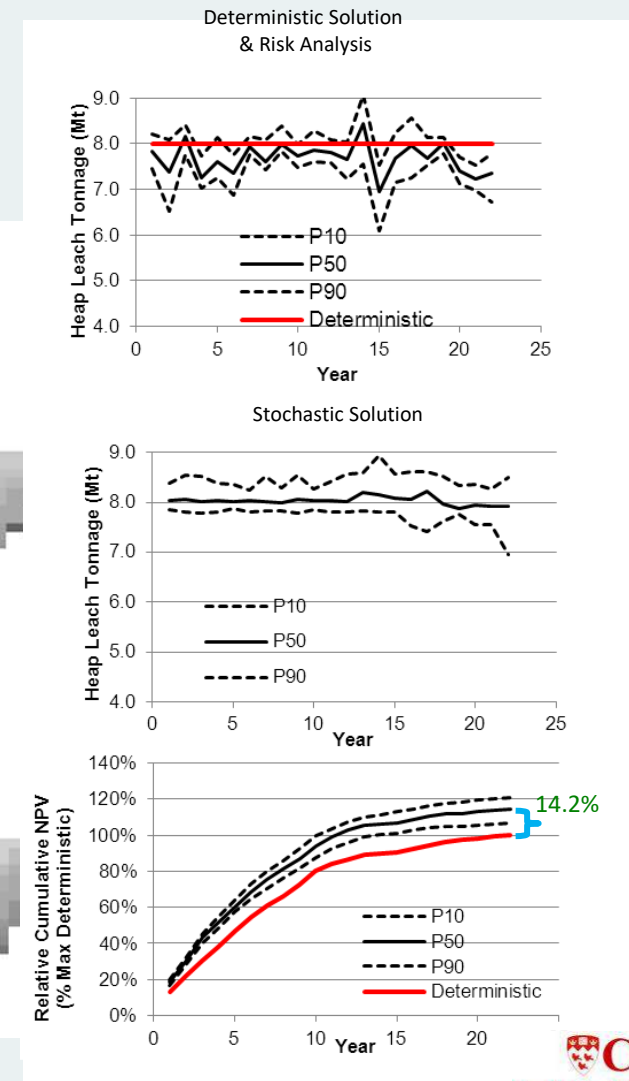 Deterministic Solution
& Risk Analysis
Heap Leach Tonnage (Mt)
9.0
8.0
7.0
6.0
5.0
4.0
P10
P50
P90
Deterministic
0 5 10 15 20 25
Year
Stochastic Solution
Heap Leach Tonnage (Mt)
9.0
8.0
7.0
6.0
5.0
4.0
P10
P50
P90
0 5 10 15 20 25
Year
Relative Cumulative NPV
(% Max Deterministic)
140%
120%
100%
80%
60%
40%
20%
0%
14.2%
P10
P50
P90
Deterministic
0 5 10 15 20
Year
C